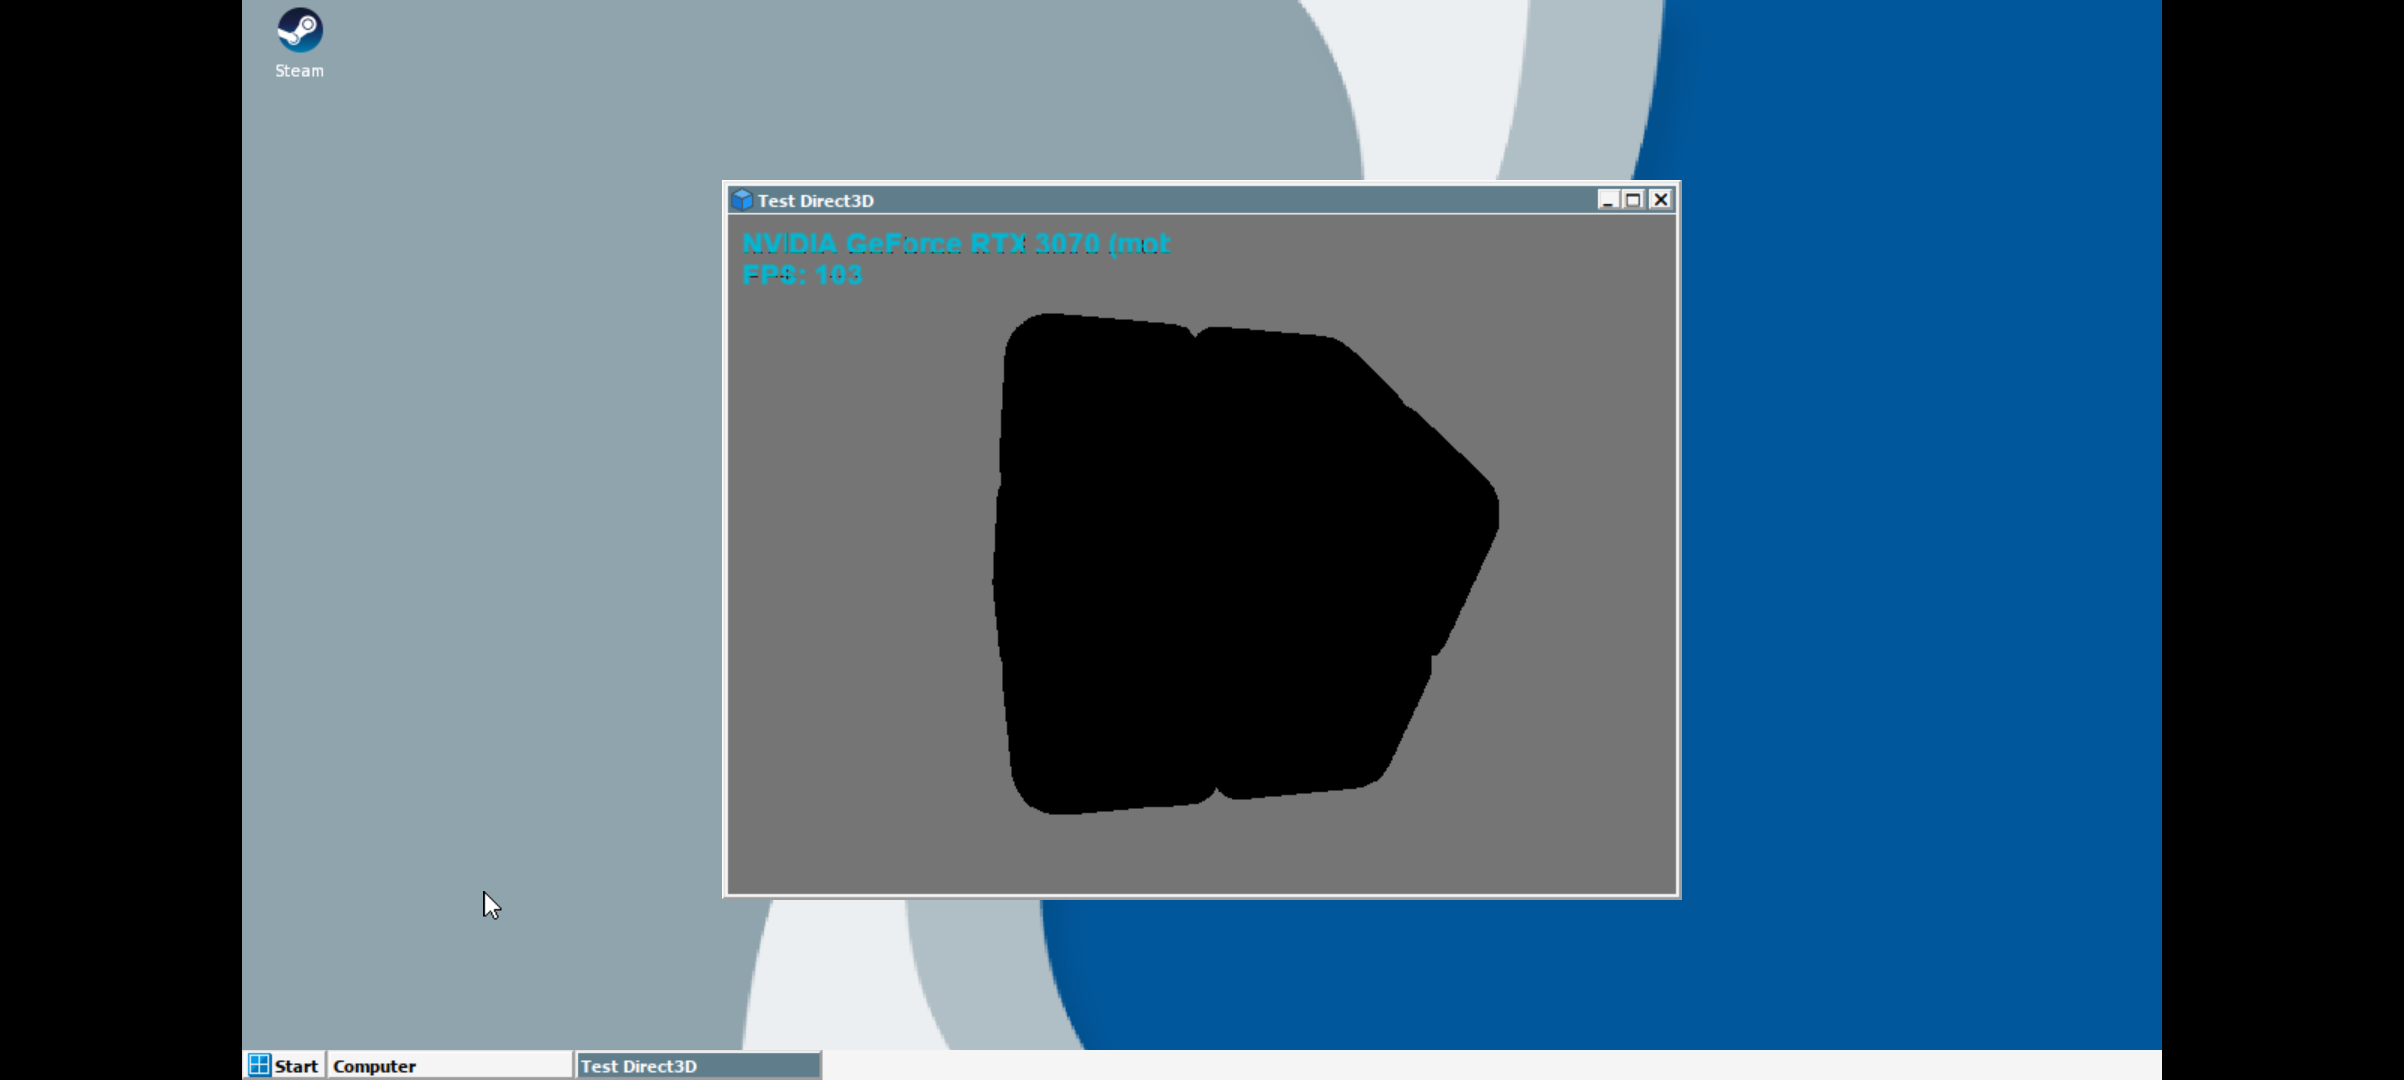 Steam
Test Direct3D
NVIDIA GeForce RTX 3070 (mot
FPS: 103
Start
Computer
Test Direct3D